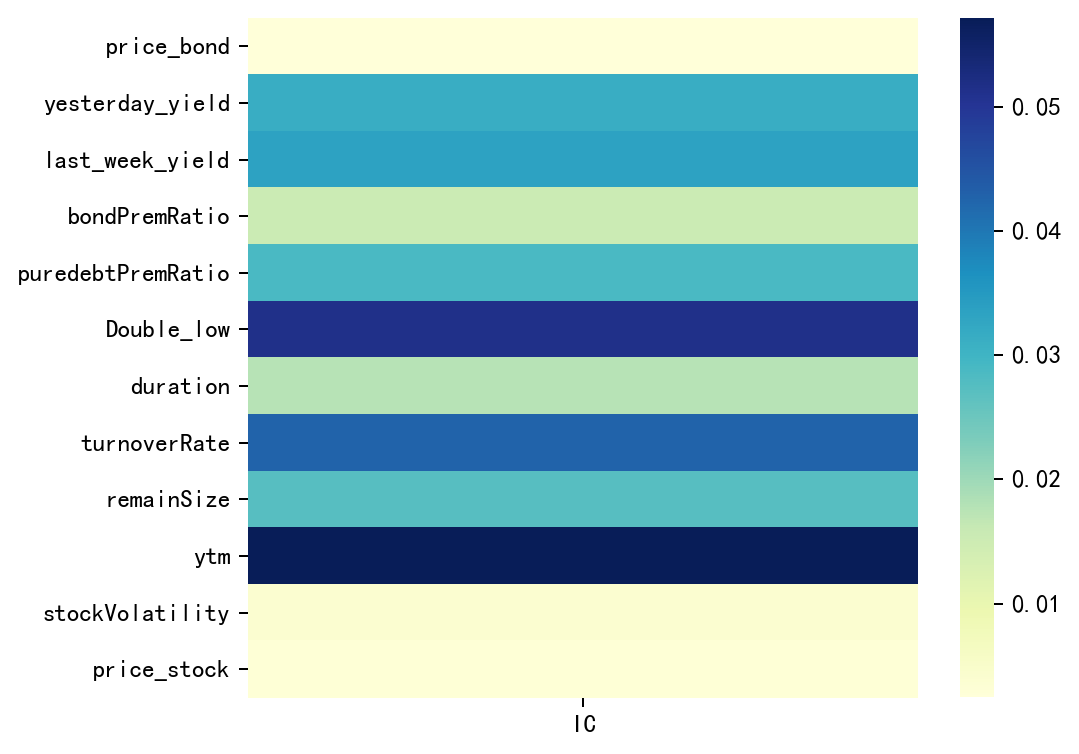 price_bond
yesterday_yield
last_week_yield
bondPremRatio
puredebtPremRatio
Double_low
duration
turnoverRate
remainSize
ytm
stockVolatility
price_stock
IC
0.05
0.04
0.03
0.02
0.01